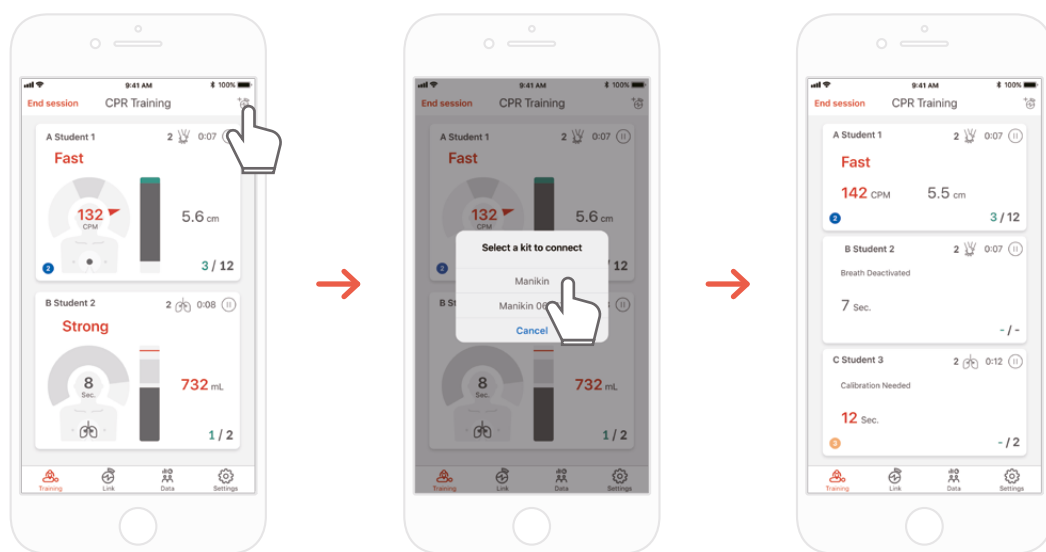 9:41 AM 100%
End session CPR Training
A Student 1 2 0:07
Fast
132
CPM
5.6 cm
2
3 / 12
B Student 2 2 0:08
Strong
8
Sec.
732 mL
1 / 2
Training Link Data Settings
9:41 AM 100%
End session CPR Training
A Student 1 2 0:07
Fast
132
CPM
5.6 cm
Select a kit to connect
Manikin
2
12
B St
Manikin 06
Cancel
8
Sec.
732 mL
1 / 2
Training Link Data Settings
9:41 AM 100%
End session CPR Training
A Student 1 2 0:07
Fast
142 CPM 5.5 cm
2
3 / 12
B Student 2 2 0:07
Breath Deactivated
7 Sec.
- / -
C Student 3 2 0:12
Calibration Needed
12 Sec.
3
- / 2
Training Link Data Settings